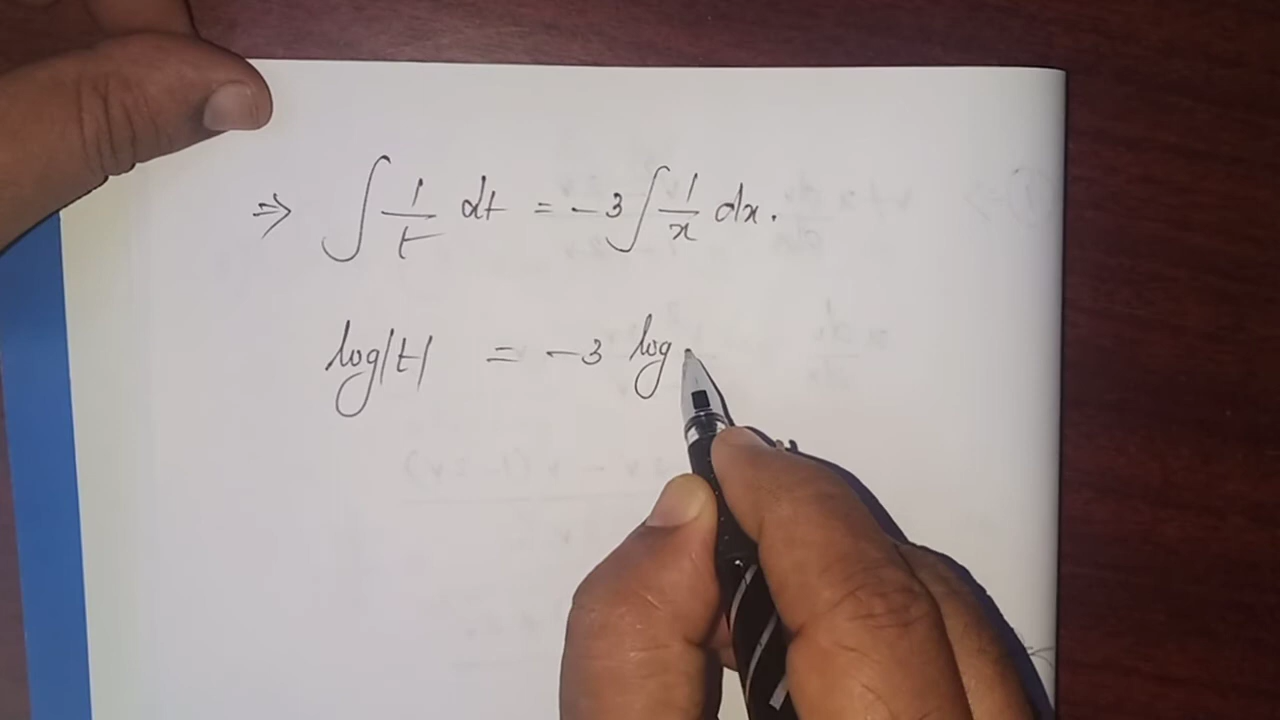 ⇒ ∫ 1/t dt = -3 ∫ 1/x dx.
log|t| = -3 log